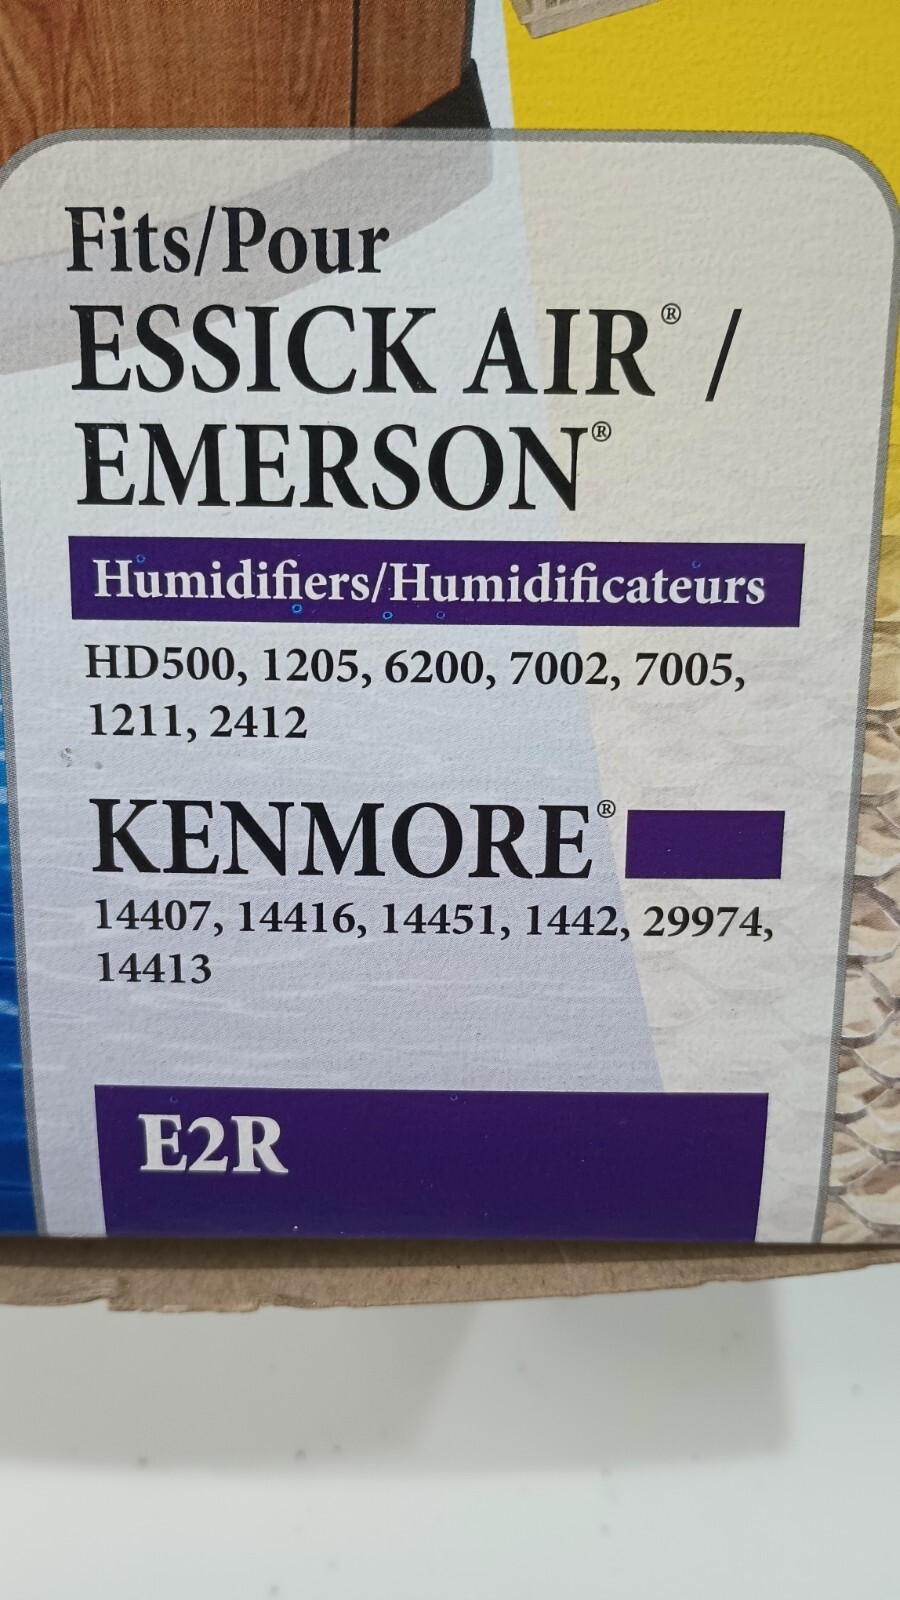 Fits/Pour
ESSICK AIR® /
EMERSON®
Humidifiers/Humidificateurs
HD500, 1205, 6200, 7002, 7005,
1211, 2412
KENMORE®
14407, 14416, 14451, 1442, 29974,
14413
E2R